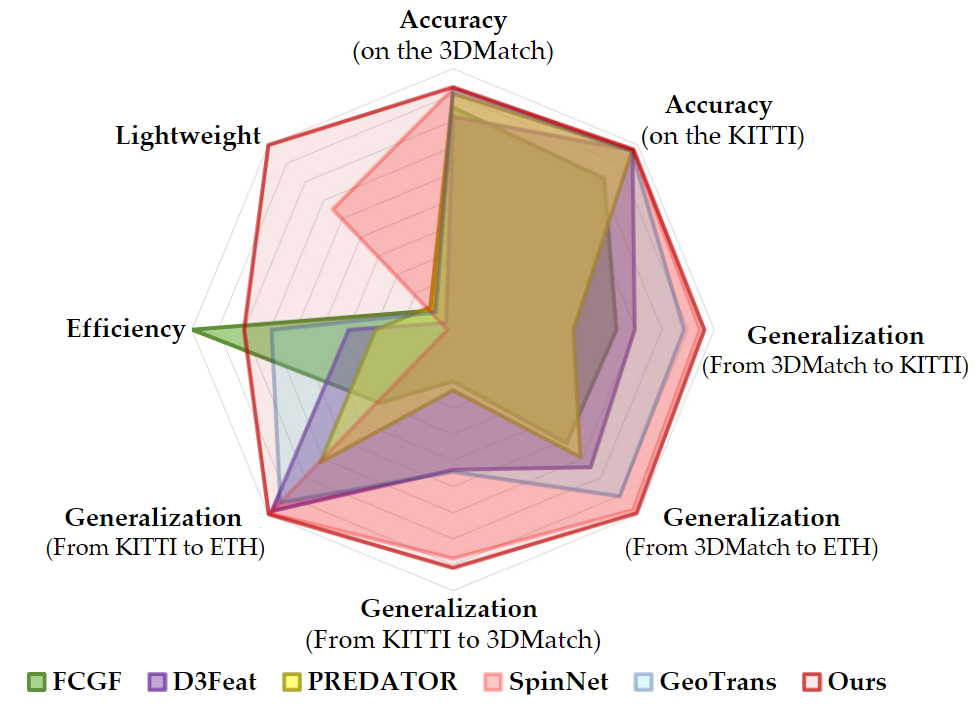 Accuracy
(on the 3DMatch)
Accuracy
(on the KITTI)
Lightweight
Efficiency
Generalization
(From 3DMatch to KITTI)
Generalization
(From KITTI to ETH)
Generalization
(From 3DMatch to ETH)
Generalization
(From KITTI to 3DMatch)
FCGF D3Feat PREDATOR SpinNet GeoTrans Ours